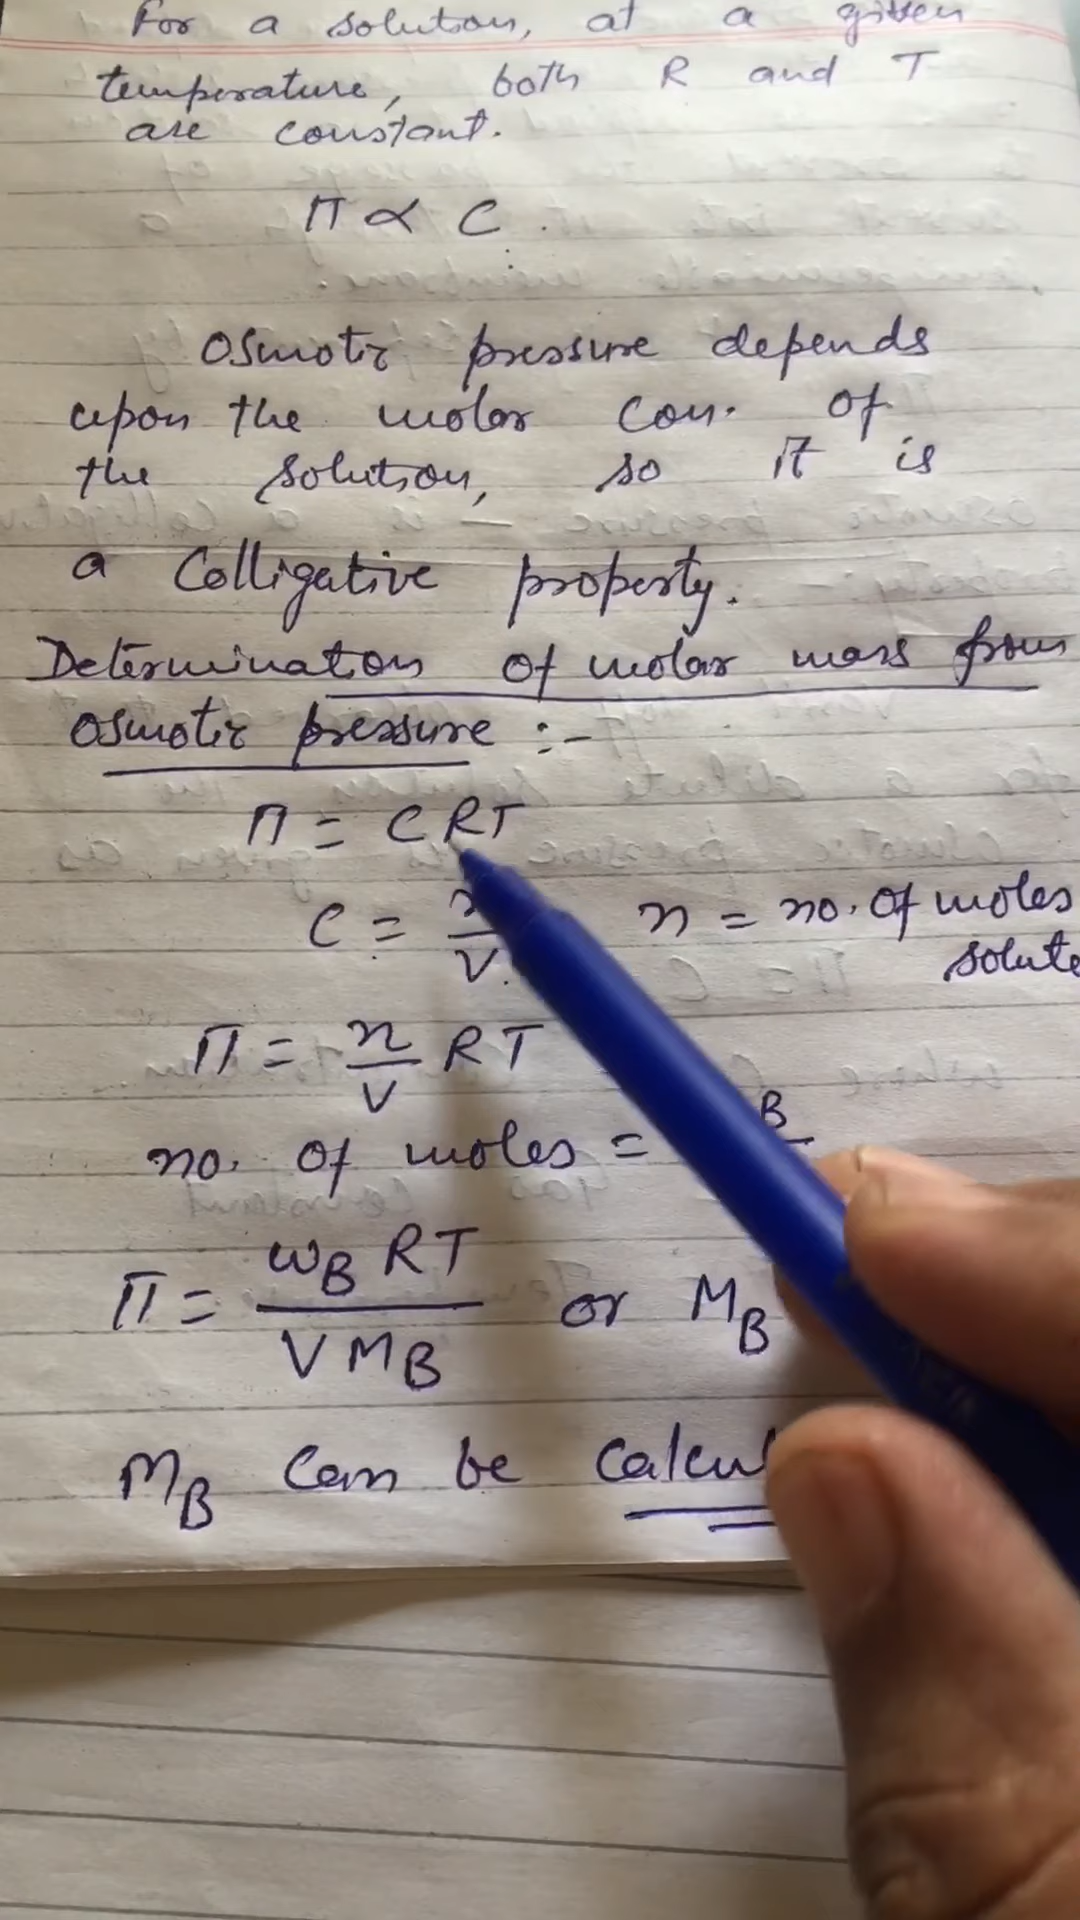 For a solution, at a given
temperature, both R and T
are constant.
Π ∝ C.
Osmotic pressure depends
upon the molar con. of
the solution, so it is
a Colligative property.
Determination of molar mass from
osmotic pressure :-
Π = CRT
C = n/V n = no. of moles
solute
Π = n/V RT
no. of moles = B
Π = wB RT / V MB or MB
MB can be